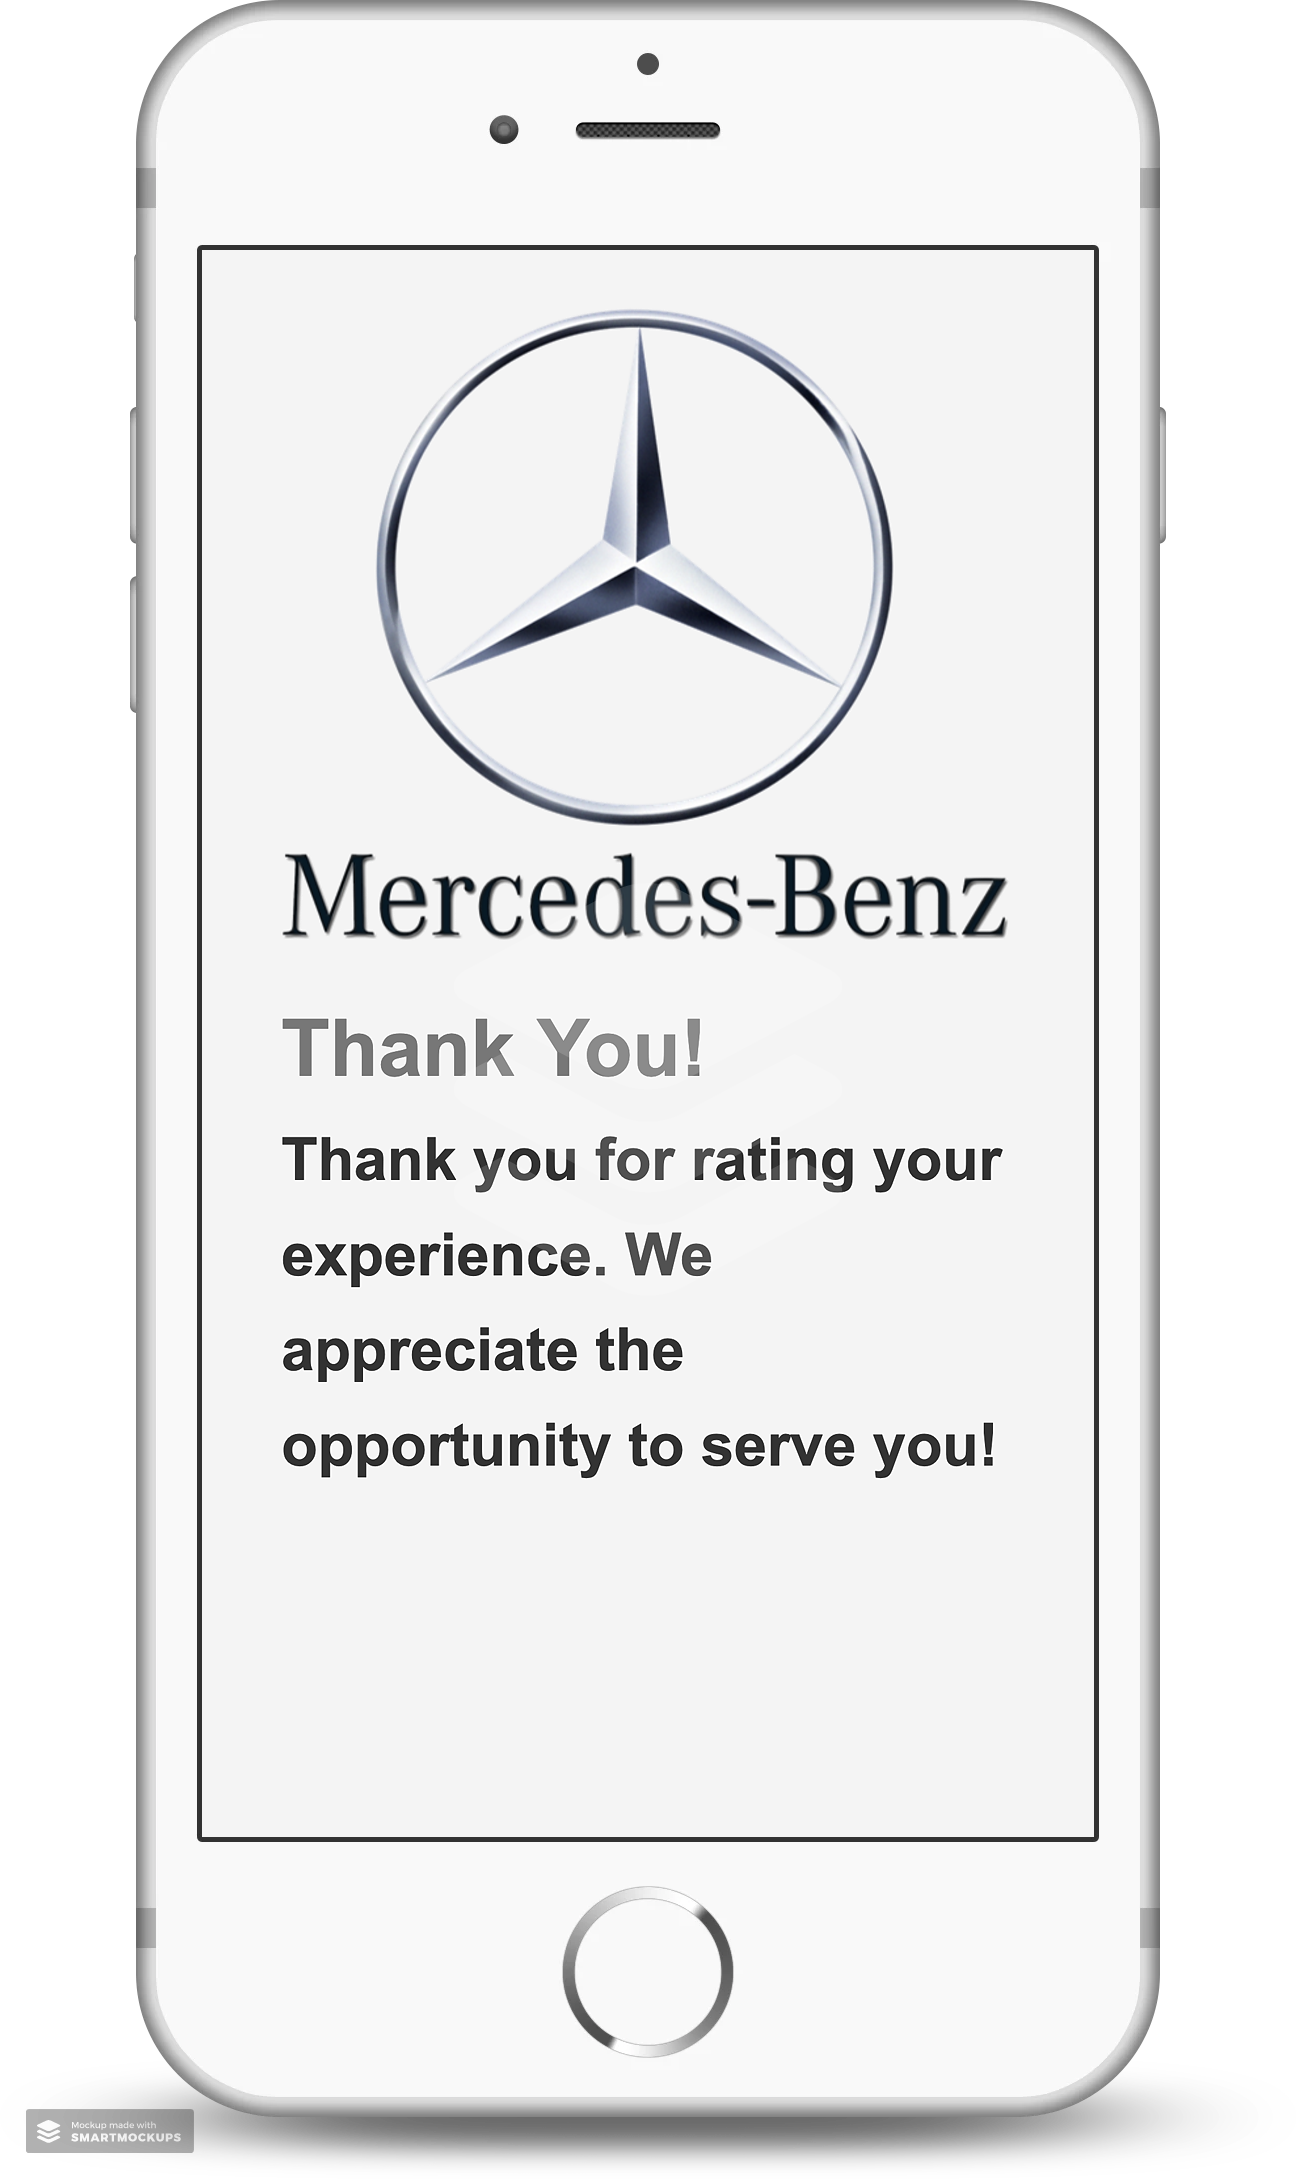 Mercedes-Benz
Thank You!
Thank you for rating your
experience. We
appreciate the
opportunity to serve you!
Mockup made with
SMARTMOCKUPS